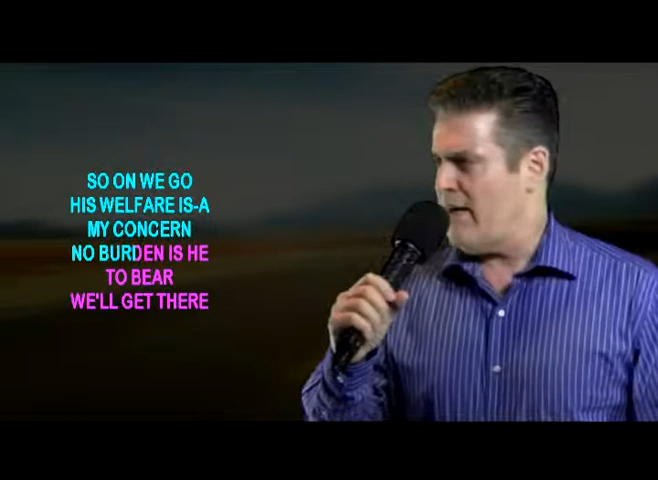 SO ON WE GO
HIS WELFARE IS-A
MY CONCERN
NO BURDEN IS HE
TO BEAR
WE'LL GET THERE